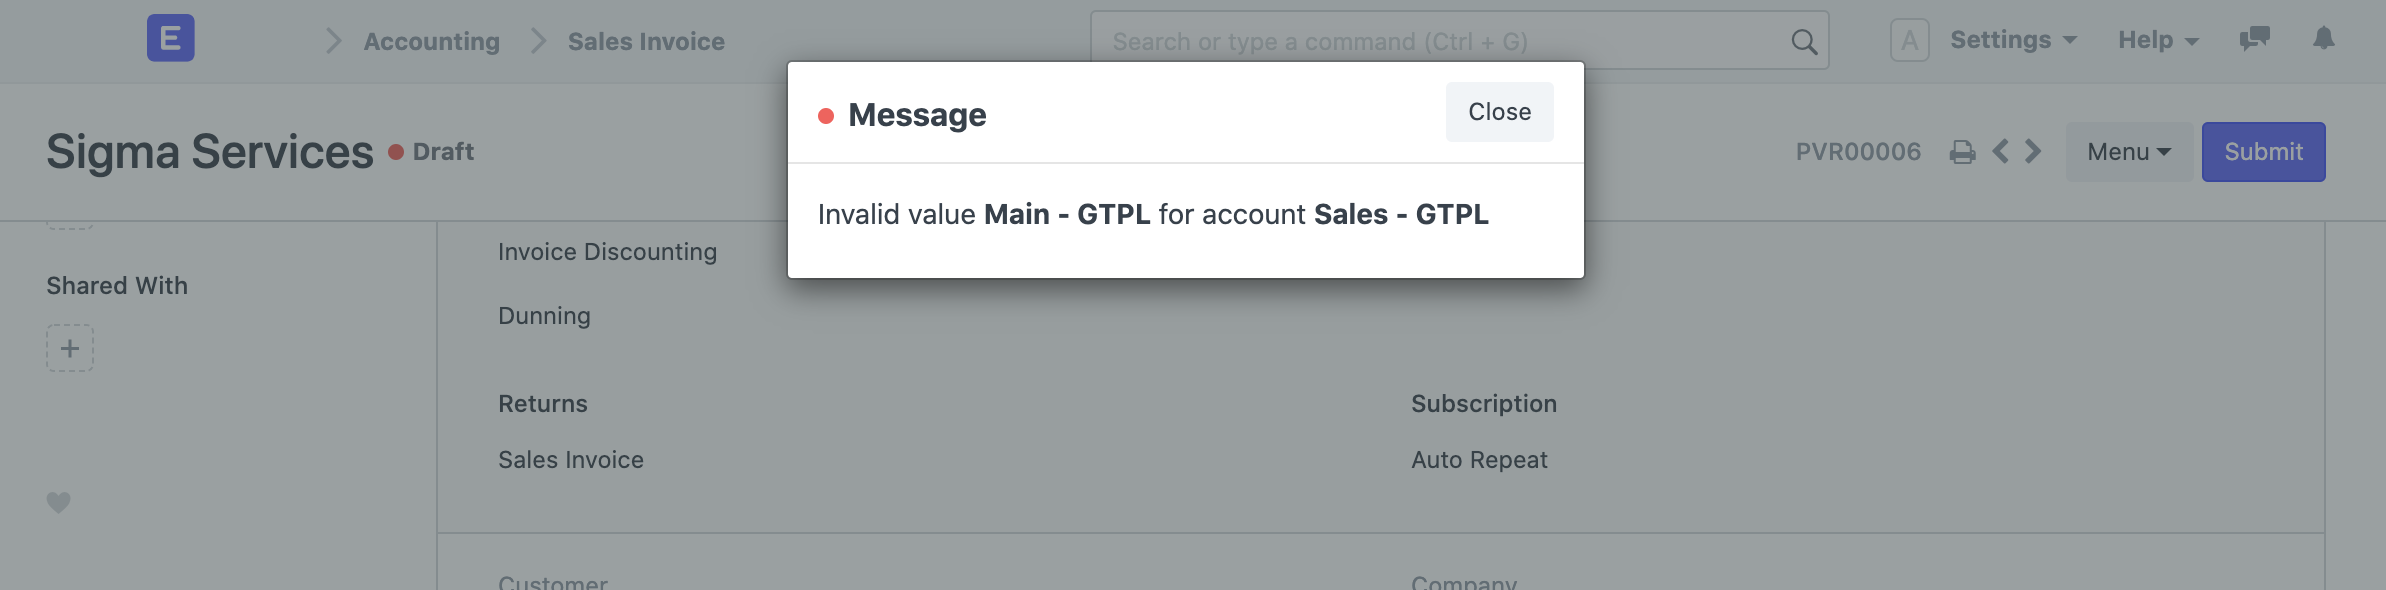 E
Accounting
Sales Invoice
Search or type a command (Ctrl + G)
A
Settings
Help
Message
Close
Sigma Services
Draft
PVR00006
Menu
Submit
Invalid value Main - GTPL for account Sales - GTPL
Shared With
Invoice Discounting
Dunning
Returns
Subscription
Sales Invoice
Auto Repeat
Customer
Company